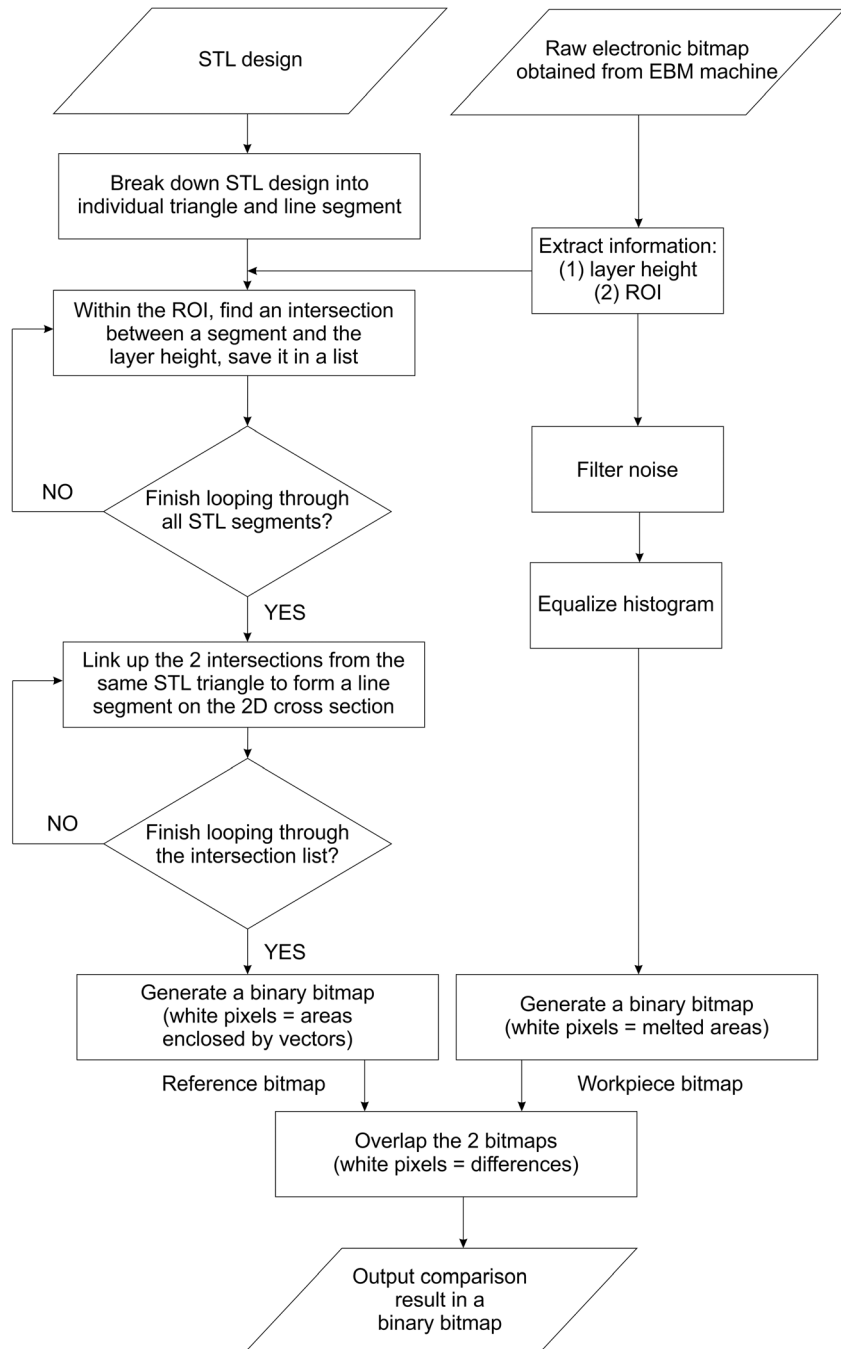 STL design
Raw electronic bitmap
obtained from EBM machine
Break down STL design into
individual triangle and line segment
Extract information:
(1) layer height
(2) ROI
Within the ROI, find an intersection
between a segment and the
layer height, save it in a list
Filter noise
NO
Finish looping through
all STL segments?
Equalize histogram
YES
Link up the 2 intersections from the
same STL triangle to form a line
segment on the 2D cross section
NO
Finish looping through
the intersection list?
YES
Generate a binary bitmap
(white pixels = areas
enclosed by vectors)
Generate a binary bitmap
(white pixels = melted areas)
Reference bitmap
Workpiece bitmap
Overlap the 2 bitmaps
(white pixels = differences)
Output comparison
result in a
binary bitmap